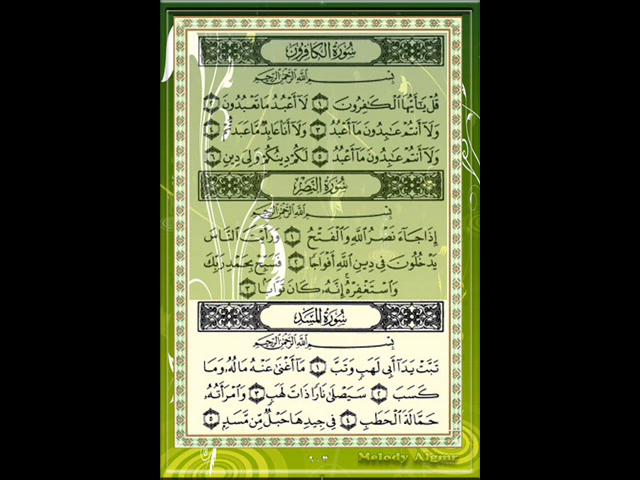 سُورَةُ الْكَافِرُونَ
بِسْمِ اللَّهِ الرَّحْمَٰنِ الرَّحِيمِ
قُلْ يَٰٓأَيُّهَا ٱلْكَٰفِرُونَ ١ لَآ أَعْبُدُ مَا تَعْبُدُونَ ٢
وَلَآ أَنتُمْ عَٰبِدُونَ مَآ أَعْبُدُ ٣ وَلَآ أَنَا۠ عَابِدٌ مَّا عَبَدتُّمْ ٤
وَلَآ أَنتُمْ عَٰبِدُونَ مَآ أَعْبُدُ ٥ لَكُمْ دِينُكُمْ وَلِىَ دِينِ ٦
سُورَةُ النَّصْرِ
بِسْمِ اللَّهِ الرَّحْمَٰنِ الرَّحِيمِ
إِذَا جَآءَ نَصْرُ ٱللَّهِ وَٱلْفَتْحُ ١ وَرَأَيْتَ ٱلنَّاسَ
يَدْخُلُونَ فِى دِينِ ٱللَّهِ أَفْوَاجًا ٢ فَسَبِّحْ بِحَمْدِ رَبِّكَ
وَٱسْتَغْفِرْهُ إِنَّهُۥ كَانَ تَوَّابًۢا ٣
سُورَةُ الْمَسَدِ
بِسْمِ اللَّهِ الرَّحْمَٰنِ الرَّحِيمِ
تَبَّتْ يَدَآ أَبِى لَهَبٍ وَتَبَّ ١ مَآ أَغْنَىٰ عَنْهُ مَالُهُۥ وَمَا
كَسَبَ ٢ سَيَصْلَىٰ نَارًا ذَاتَ لَهَبٍ ٣ وَٱمْرَأَتُهُۥ
حَمَّالَةَ ٱلْحَطَبِ ٤ فِى جِيدِهَا حَبْلٌ مِّن مَّسَدٍۭ ٥
٦٠٣ Melody Algmr